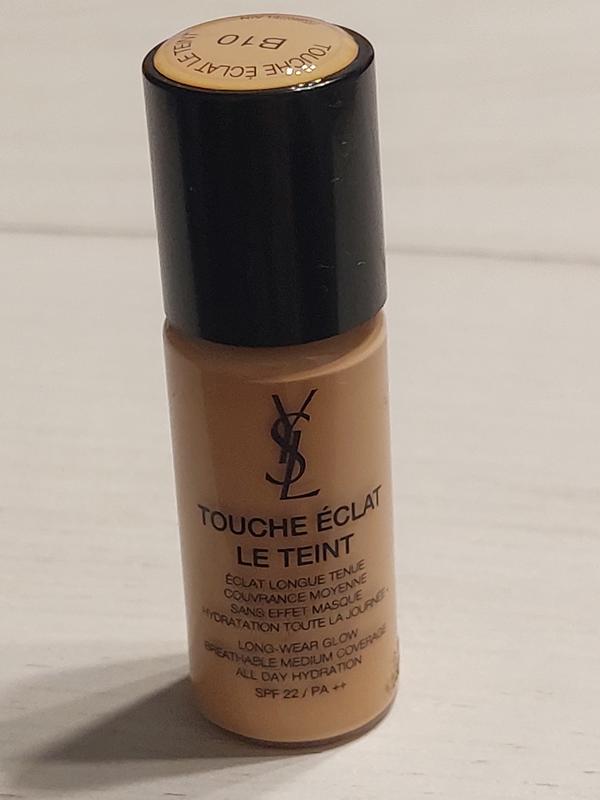 TOUCHE ÉCLAT LE TEINT
B10
YSL
TOUCHE ÉCLAT
LE TEINT
ÉCLAT LONGUE TENUE
COUVRANCE MOYENNE
SANS EFFET MASQUE
HYDRATATION TOUTE LA JOURNÉE
LONG-WEAR GLOW
BREATHABLE MEDIUM COVERAGE
ALL DAY HYDRATION
SPF 22 / PA ++